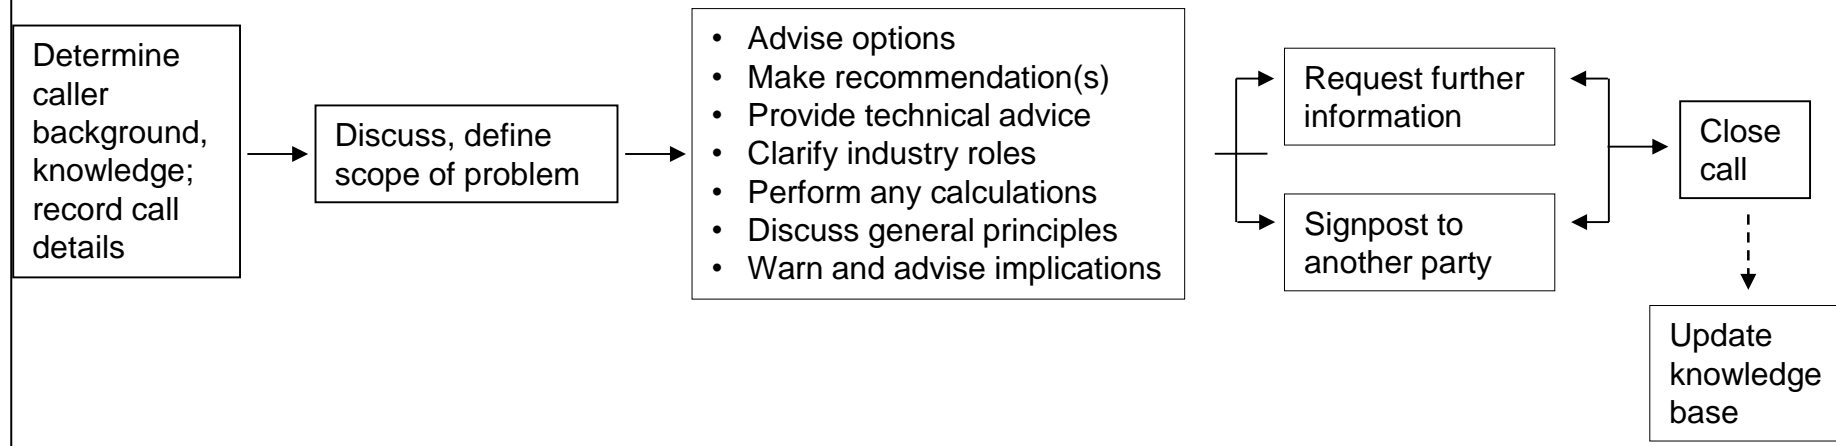 Determine
caller
background,
knowledge;
record call
details
Discuss, define
scope of problem
• Advise options
• Make recommendation(s)
• Provide technical advice
• Clarify industry roles
• Perform any calculations
• Discuss general principles
• Warn and advise implications
Request further
information
Signpost to
another party
Close
call
Update
knowledge
base